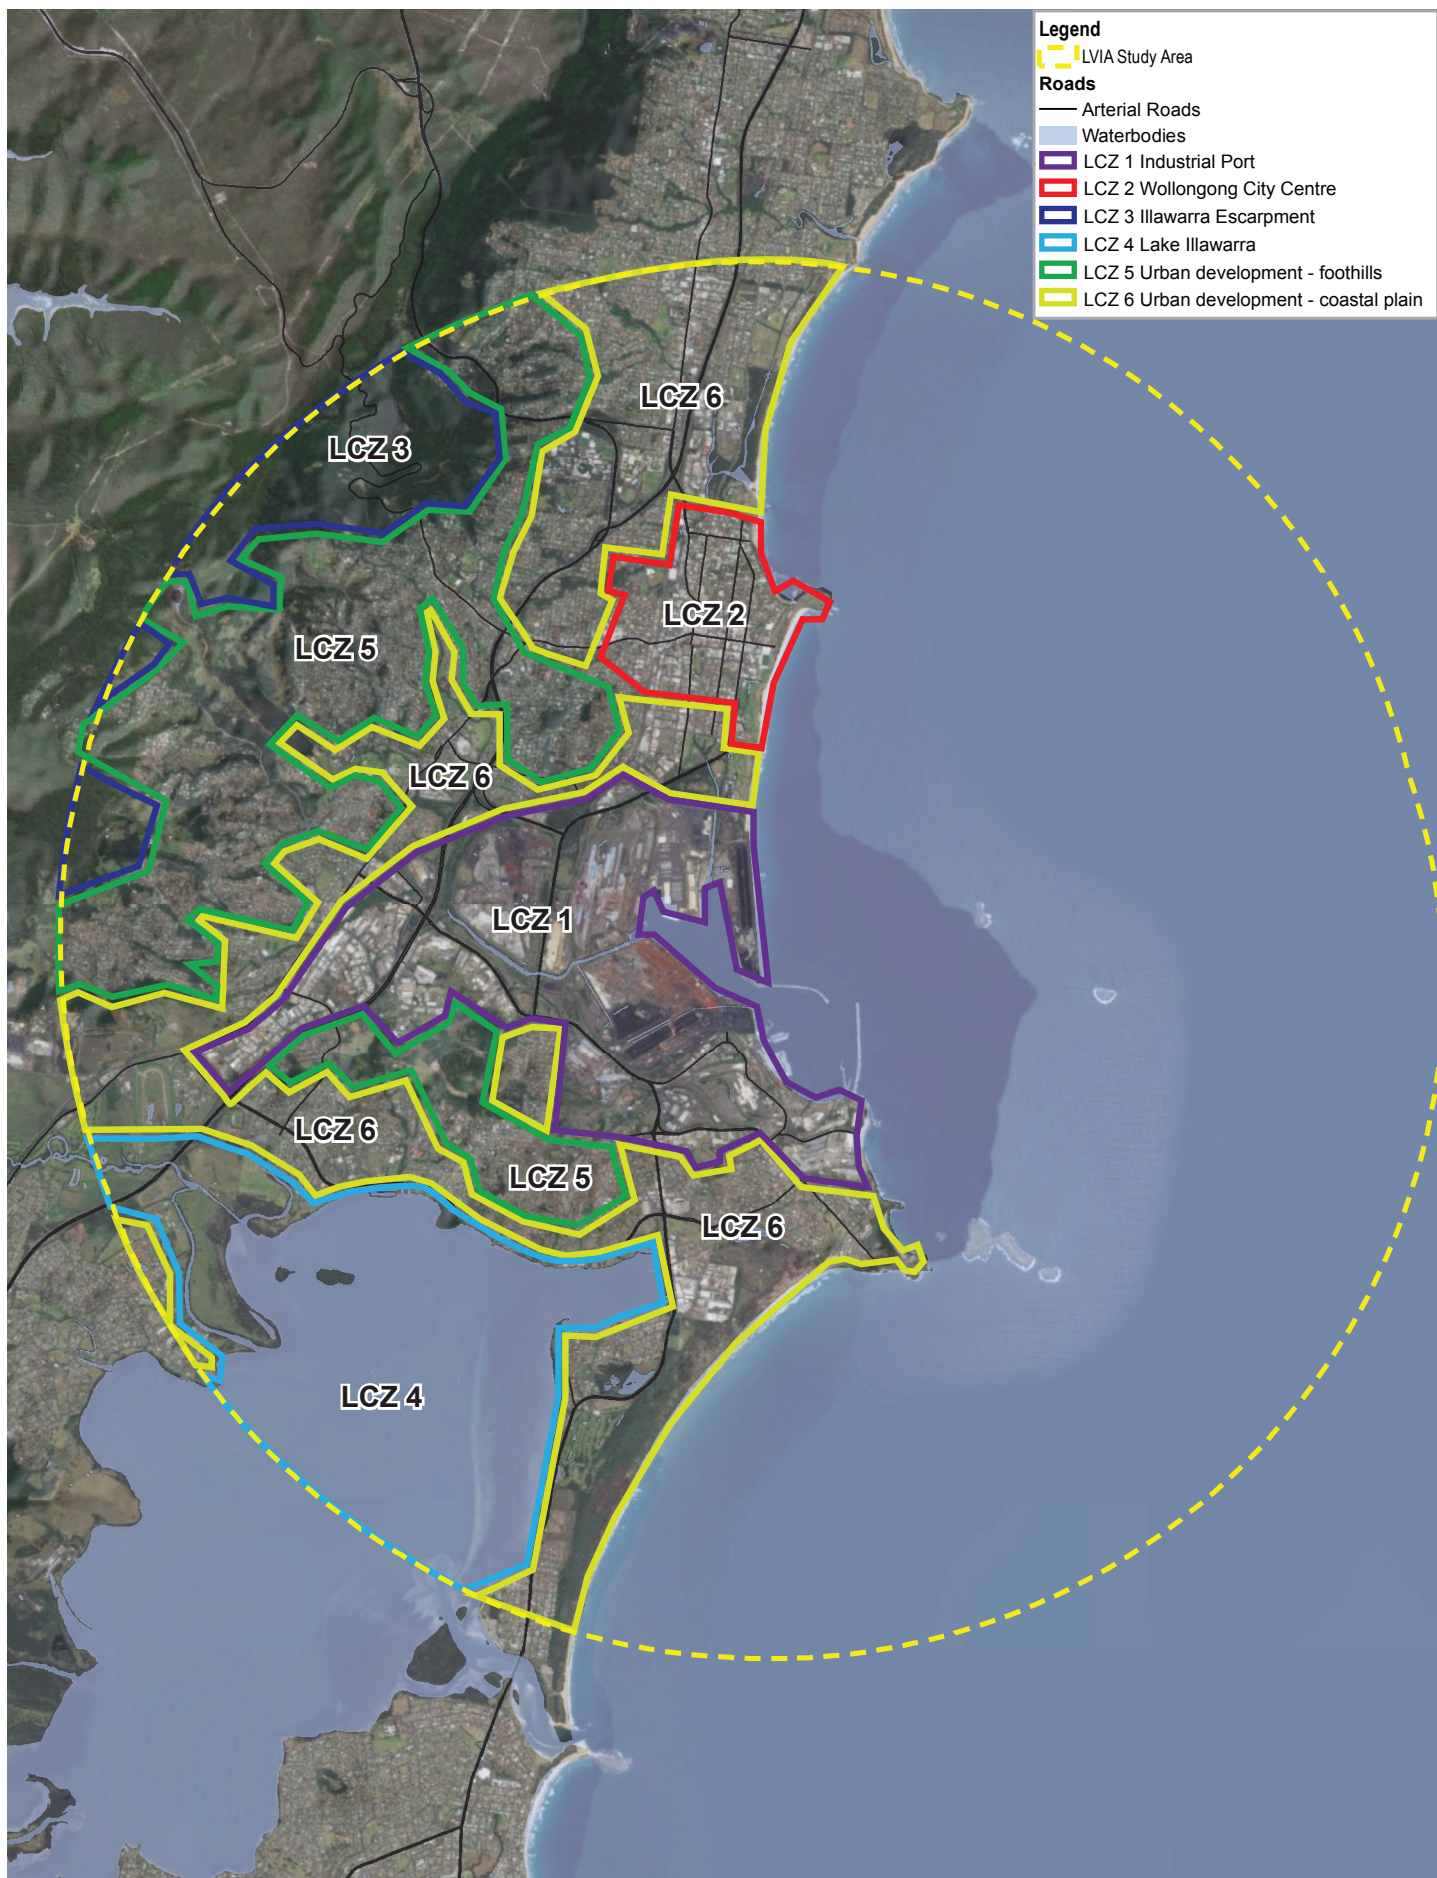 Legend
LVIA Study Area
Roads
Arterial Roads
Waterbodies
LCZ 1 Industrial Port
LCZ 2 Wollongong City Centre
LCZ 3 Illawarra Escarpment
LCZ 4 Lake Illawarra
LCZ 5 Urban development - foothills
LCZ 6 Urban development - coastal plain
LCZ 6
LCZ 3
LCZ 2
LCZ 5
LCZ 6
LCZ 1
LCZ 6
LCZ 5
LCZ 6
LCZ 4